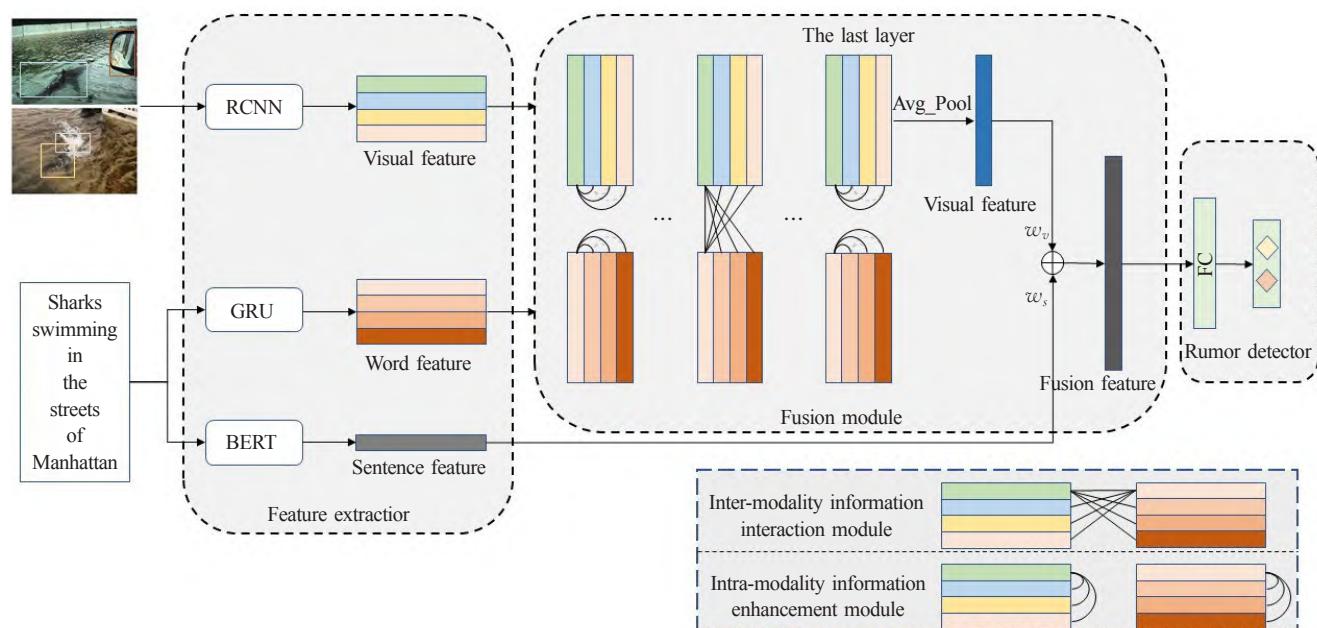 RCNN
Visual feature
Sharks
swimming
in
the
streets
of
Manhattan
GRU
Word feature
BERT
Sentence feature
Feature extractior
The last layer
Avg_Pool
Visual feature
...
...
w_v
w_s
Fusion feature
Fusion module
FC
Rumor detector
Inter-modality information
interaction module
Intra-modality information
enhancement module